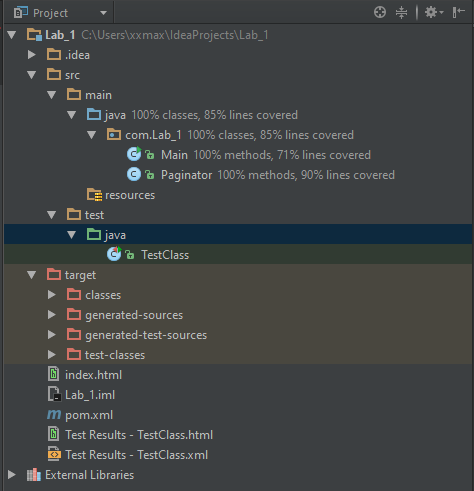 Project
Lab_1 C:\Users\xxmax\IdeaProjects\Lab_1
.idea
src
main
java 100% classes, 85% lines covered
com.Lab_1 100% classes, 85% lines covered
Main 100% methods, 71% lines covered
Paginator 100% methods, 90% lines covered
resources
test
java
TestClass
target
classes
generated-sources
generated-test-sources
test-classes
index.html
Lab_1.iml
pom.xml
Test Results - TestClass.html
Test Results - TestClass.xml
External Libraries